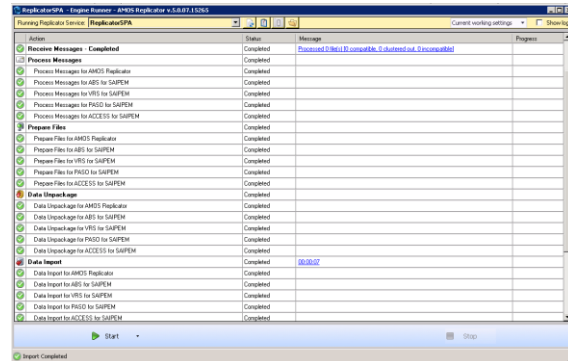 ReplicatorSPA - Engine Runner - AMOS Replicator v.5.0.07.15265
Running Replicator Service: ReplicatorSPA Current working settings Show log
Action Status Message Progress
Receive Messages - Completed Completed Processed 0 file(s) [0 compatible, 0 clustered out, 0 incompatible]
Process Messages Completed
Process Messages for AMOS Replicator Completed
Process Messages for ABS for SAIPEM Completed
Process Messages for VRS for SAIPEM Completed
Process Messages for PASO for SAIPEM Completed
Process Messages for ACCESS for SAIPEM Completed
Prepare Files Completed
Prepare Files for AMOS Replicator Completed
Prepare Files for ABS for SAIPEM Completed
Prepare Files for VRS for SAIPEM Completed
Prepare Files for PASO for SAIPEM Completed
Prepare Files for ACCESS for SAIPEM Completed
Data Unpackage Completed
Data Unpackage for AMOS Replicator Completed
Data Unpackage for ABS for SAIPEM Completed
Data Unpackage for VRS for SAIPEM Completed
Data Unpackage for PASO for SAIPEM Completed
Data Unpackage for ACCESS for SAIPEM Completed
Data Import Completed 00:00:07
Data Import for AMOS Replicator Completed
Data Import for ABS for SAIPEM Completed
Data Import for VRS for SAIPEM Completed
Data Import for PASO for SAIPEM Completed
Data Import for ACCESS for SAIPEM Completed
Start Stop
Import Completed